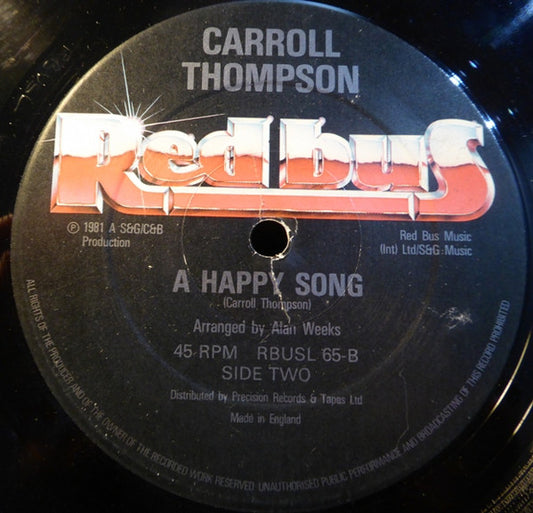 CARROLL
THOMPSON
Redbus
℗ 1981 A S&G/C&B
Production
Red Bus Music
(Int) Ltd/S&G Music
A HAPPY SONG
(Carroll Thompson)
Arranged by Alan Weeks
45 RPM RBUSL 65-B
SIDE TWO
Distributed by Precision Records & Tapes Ltd
Made in England
ALL RIGHTS OF THE PRODUCER AND OF THE OWNER OF THE RECORDED WORK RESERVED UNAUTHORISED PUBLIC PERFORMANCE AND BROADCASTING OF THIS RECORD PROHIBITED